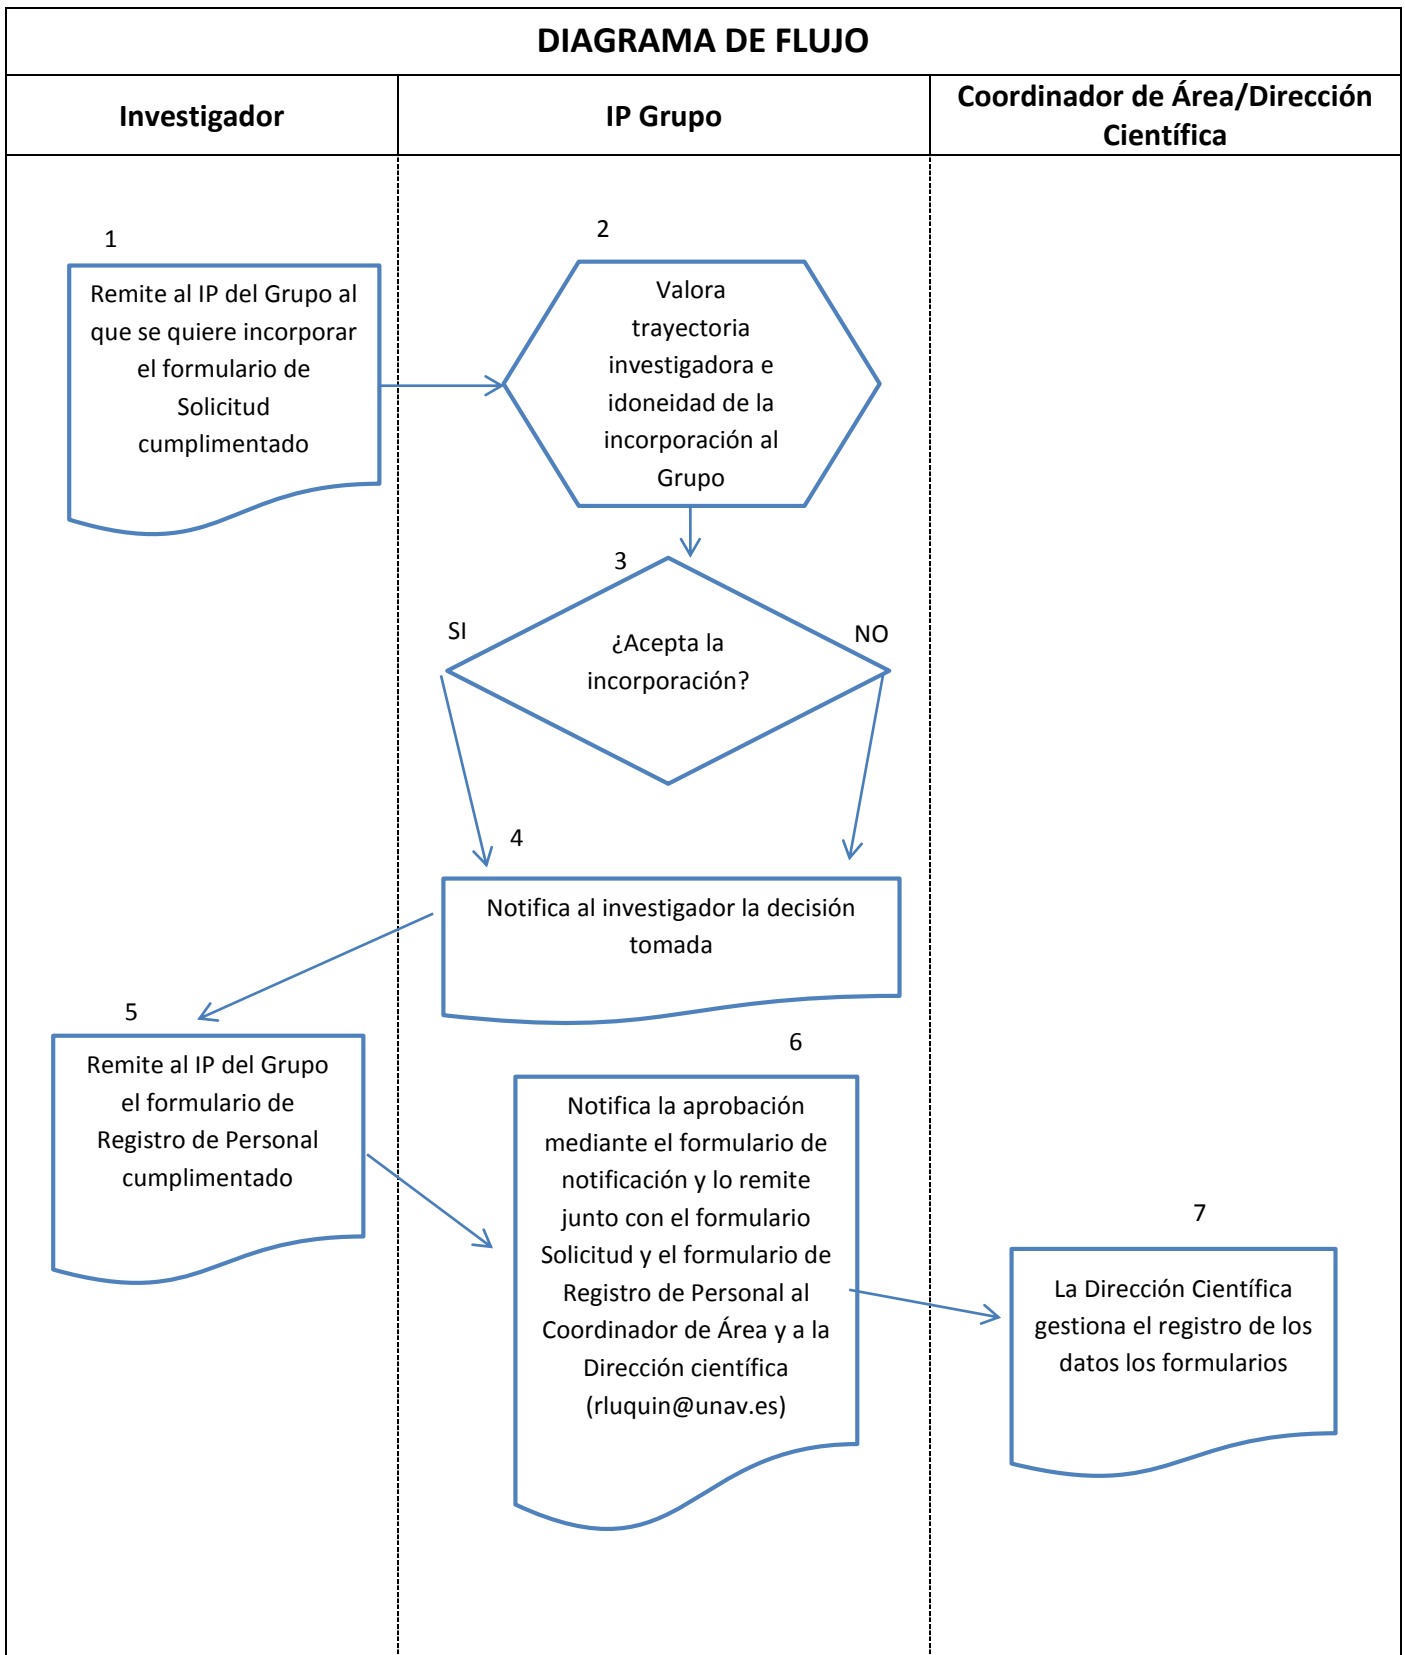 DIAGRAMA DE FLUJO
Investigador
IP Grupo
Coordinador de Área/Dirección
Científica
1
Remite al IP del Grupo al
que se quiere incorporar
el formulario de
Solicitud
cumplimentado
2
Valora
trayectoria
investigadora e
idoneidad de la
incorporación al
Grupo
3
¿Acepta la
incorporación?
SI
NO
4
Notifica al investigador la decisión
tomada
5
Remite al IP del Grupo
el formulario de
Registro de Personal
cumplimentado
6
Notifica la aprobación
mediante el formulario de
notificación y lo remite
junto con el formulario
Solicitud y el formulario de
Registro de Personal al
Coordinador de Área y a la
Dirección científica
(rluquin@unav.es)
7
La Dirección Científica
gestiona el registro de los
datos los formularios